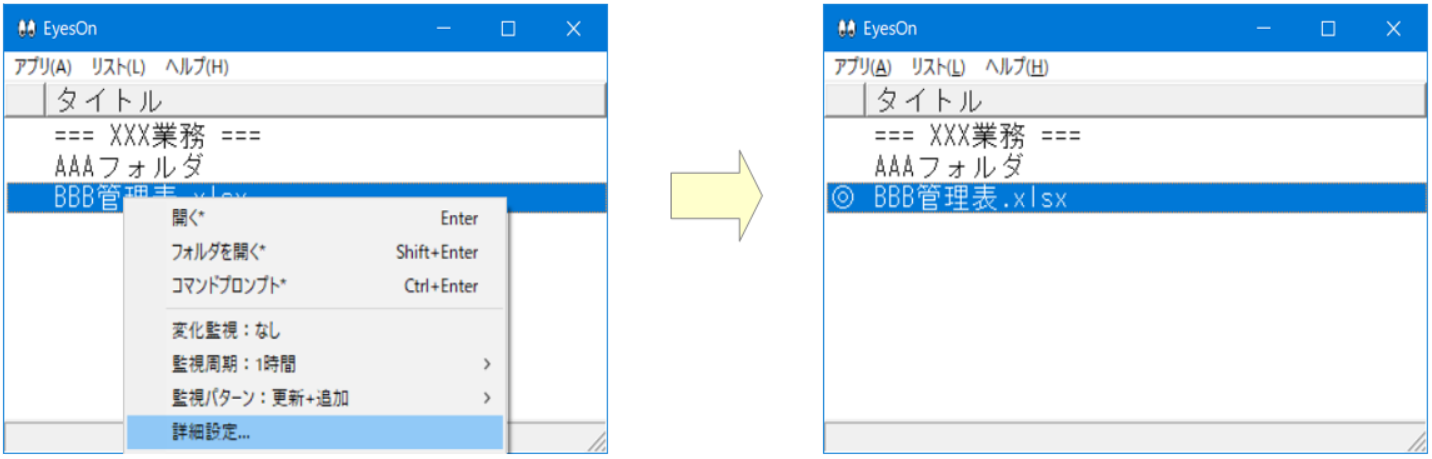 EyesOn
アプリ(A) リスト(L) ヘルプ(H)
タイトル
=== XXX業務 ===
AAAフォルダ
BBB管理表.xlsx
開く* Enter
フォルダを開く* Shift+Enter
コマンドプロンプト* Ctrl+Enter
変化監視：なし
監視周期：1時間
監視パターン：更新+追加
詳細設定...
EyesOn
アプリ(A) リスト(L) ヘルプ(H)
タイトル
=== XXX業務 ===
AAAフォルダ
◎ BBB管理表.xlsx